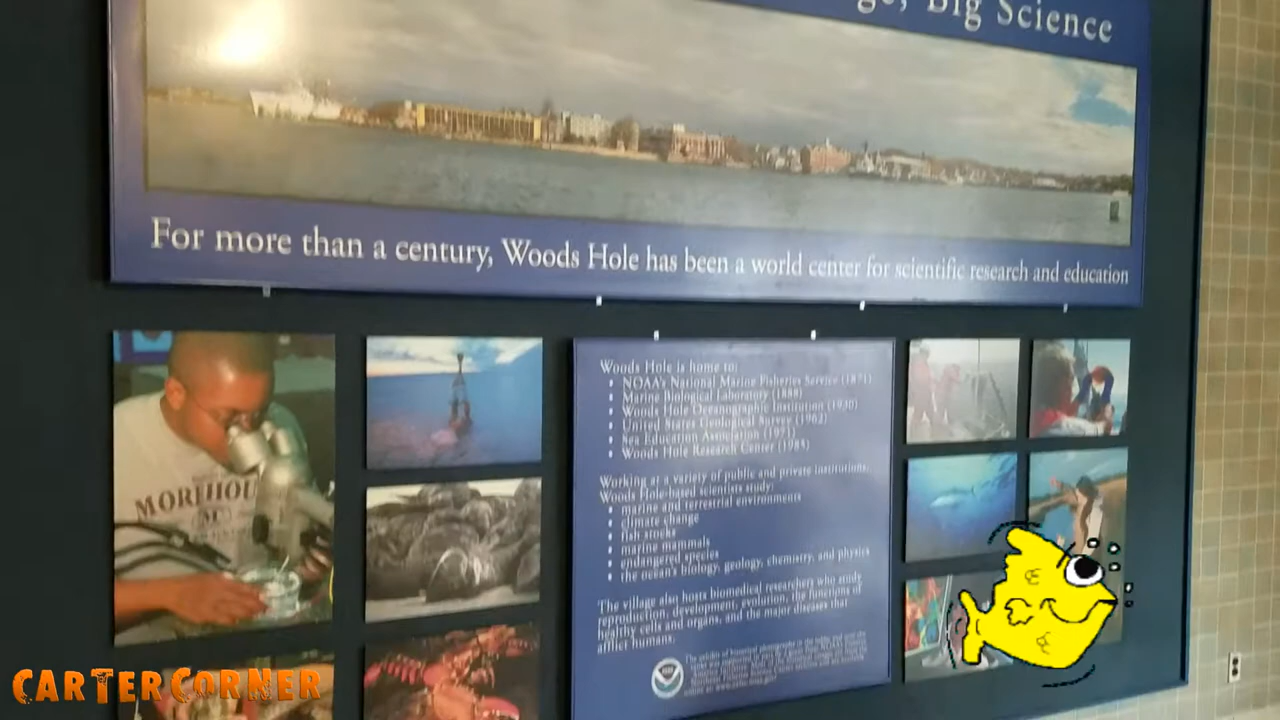 Big Science
For more than a century, Woods Hole has been a world center for scientific research and education
Woods Hole is home to:
• NOAA's National Marine Fisheries Service (1871)
• Marine Biological Laboratory (1888)
• Woods Hole Oceanographic Institution (1930)
• United States Geological Survey (1962)
• Sea Education Association (1971)
• Woods Hole Research Center (1985)
Working at a variety of public and private institutions,
Woods Hole-based scientists study:
• marine and terrestrial environments
• climate change
• fish stocks
• marine mammals
• endangered species
• the ocean's biology, geology, chemistry, and physics
The village also hosts biomedical researchers who study
reproduction, development, evolution, the functions of
healthy cells and organs, and the major diseases that
afflict humans.
CARTERCORNER